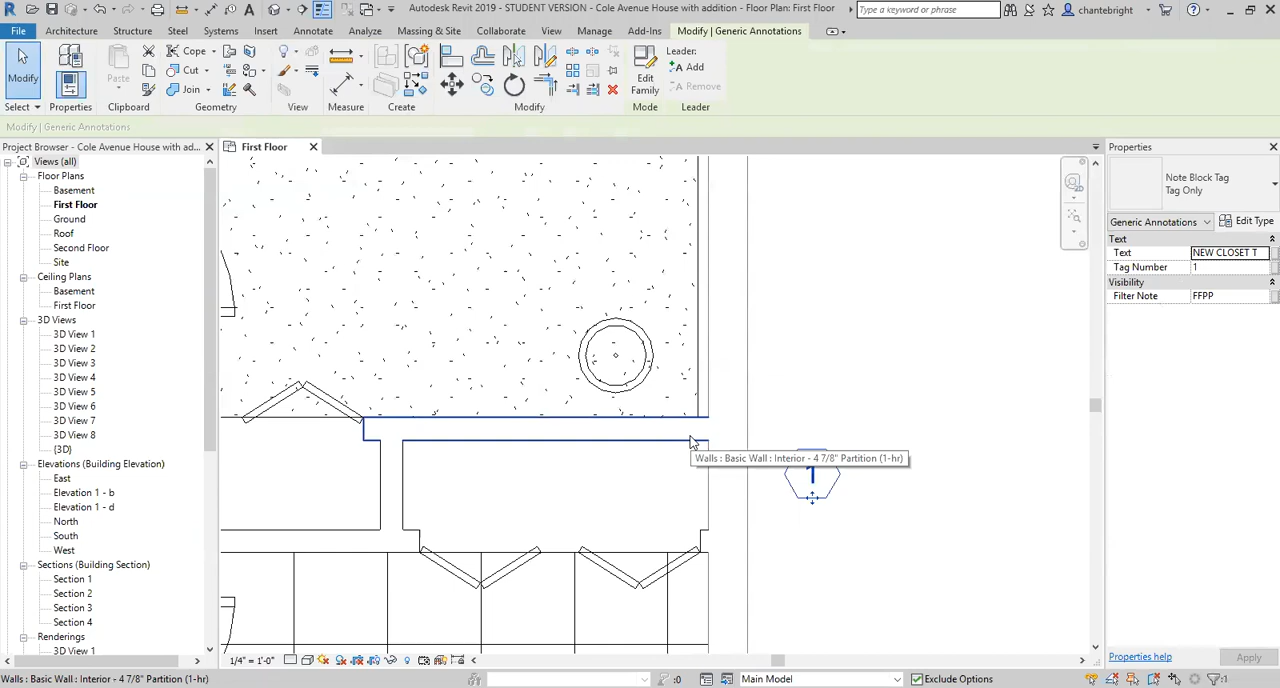 Autodesk Revit 2019 - STUDENT VERSION - Cole Avenue House with addition - Floor Plan: First Floor
Type a keyword or phrase
chantebright
File Architecture Structure Steel Systems Insert Annotate Analyze Massing & Site Collaborate View Manage Add-Ins Modify | Generic Annotations
Modify
Select
Properties
Paste
Clipboard
Cope
Cut
Join
Geometry
View
Measure
Create
Modify
Edit
Family
Mode
Leader:
Add
Remove
Leader
Modify | Generic Annotations
Project Browser - Cole Avenue House with ad...
Views (all)
Floor Plans
Basement
First Floor
Ground
Roof
Second Floor
Site
Ceiling Plans
Basement
First Floor
3D Views
3D View 1
3D View 2
3D View 3
3D View 4
3D View 5
3D View 6
3D View 7
3D View 8
{3D}
Elevations (Building Elevation)
East
Elevation 1 - b
Elevation 1 - d
North
South
West
Sections (Building Section)
Section 1
Section 2
Section 3
Section 4
Renderings
3D View 1
First Floor
Walls : Basic Wall : Interior - 4 7/8" Partition (1-hr)
1
Properties
Note Block Tag
Tag Only
Generic Annotations
Edit Type
Text
Text NEW CLOSET T
Tag Number 1
Visibility
Filter Note FFPP
Properties help
Apply
1/4" = 1'-0"
Walls : Basic Wall : Interior - 4 7/8" Partition (1-hr)
:0
Main Model
Exclude Options
:1